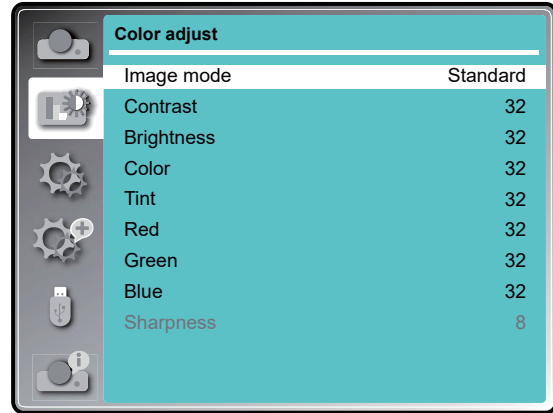 Color adjust
Image mode Standard
Contrast 32
Brightness 32
Color 32
Tint 32
Red 32
Green 32
Blue 32
Sharpness 8